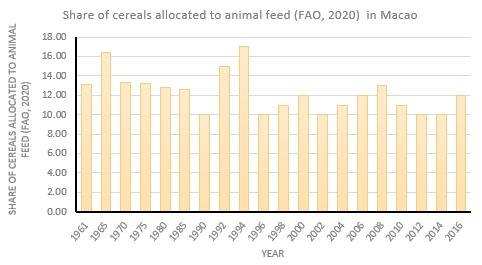 Share of cereals allocated to animal feed (FAO, 2020)  in Macao
SHARE OF CEREALS ALLOCATED TO ANIMAL
FEED (FAO, 2020)
18.00
16.00
14.00
12.00
10.00
8.00
6.00
4.00
2.00
0.00
1961 1965 1970 1975 1980 1985 1990 1992 1994 1996 1998 2000 2002 2004 2006 2008 2010 2012 2014 2016
YEAR